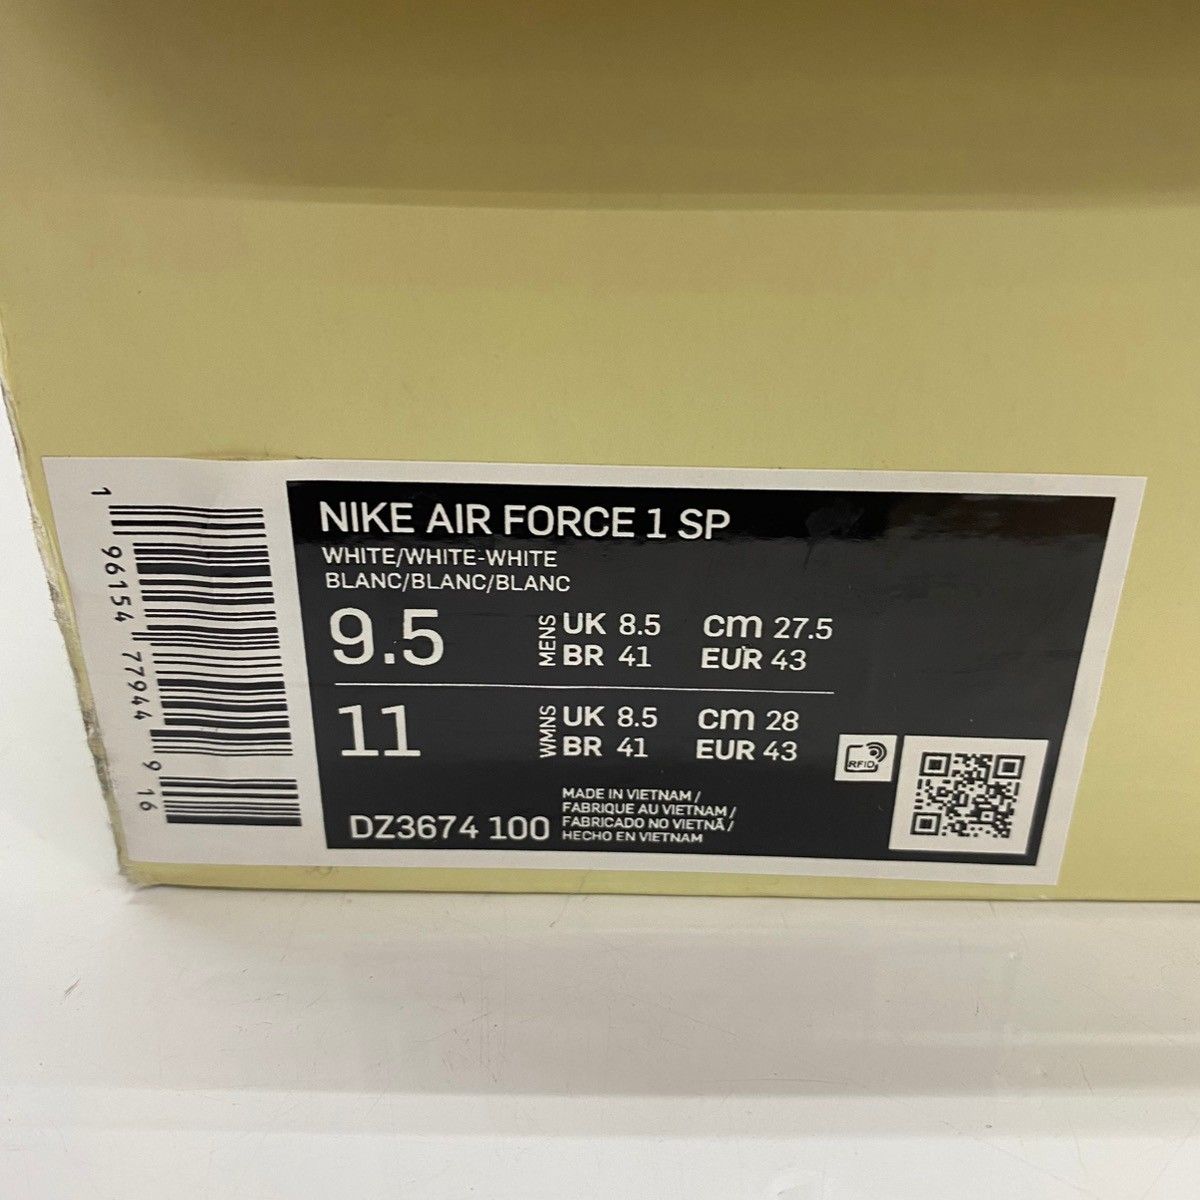 NIKE AIR FORCE 1 SP
WHITE/WHITE-WHITE
BLANC/BLANC/BLANC
9.5 MENS UK 8.5 cm 27.5
BR 41 EUR 43
11 WMNS UK 8.5 cm 28
BR 41 EUR 43
RFID
MADE IN VIETNAM /
FABRIQUE AU VIETNAM /
FABRICADO NO VIETNÃ /
HECHO EN VIETNAM
DZ3674 100
1 96154 77944 9 16